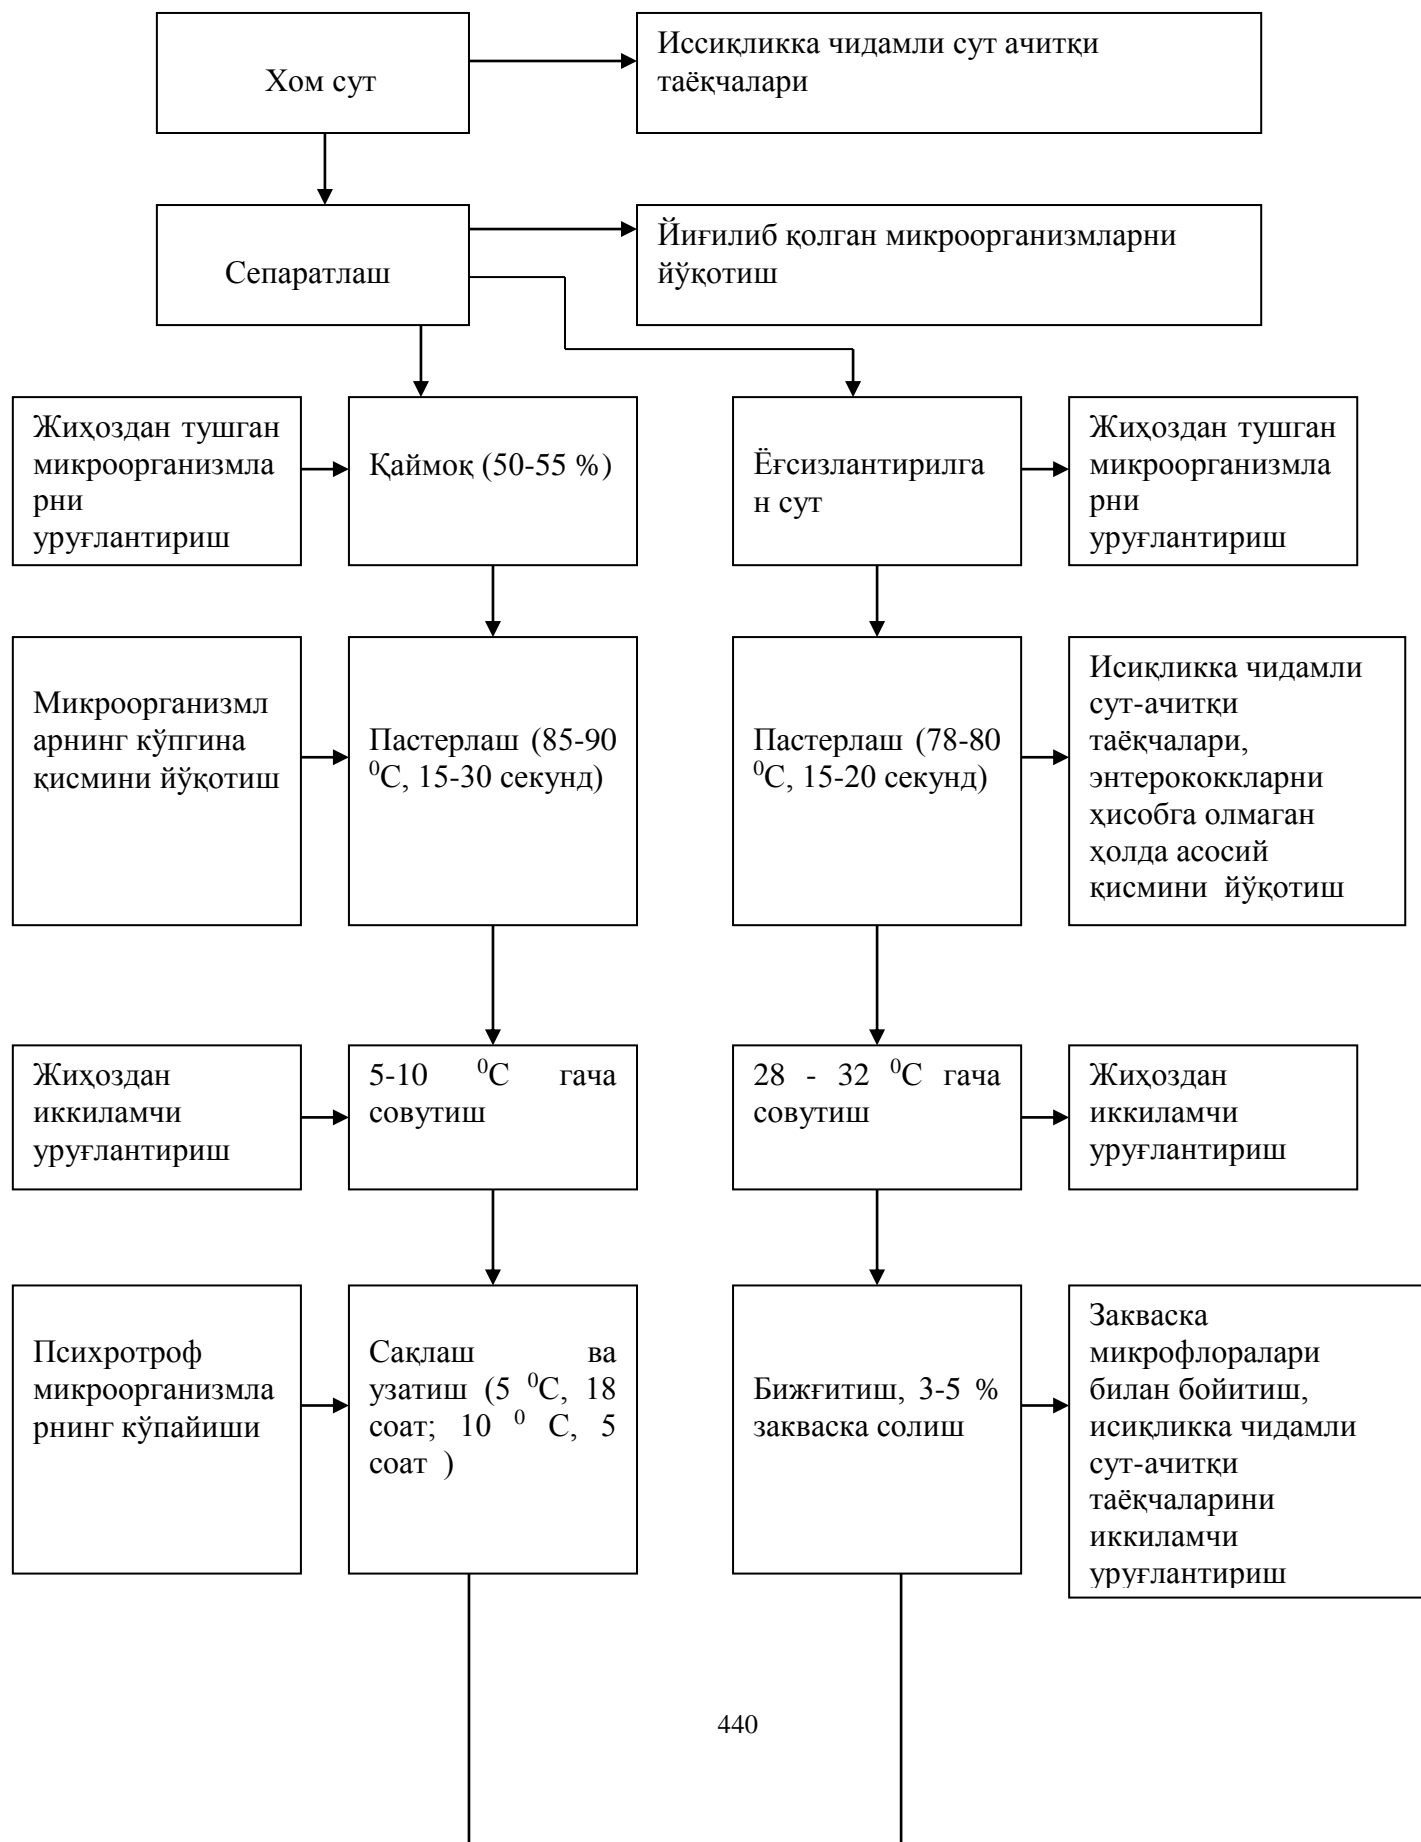 Хом сут
Иссиқликка чидамли сут ачитқи
таёқчалари
Сепаратлаш
Йиғилиб қолган микроорганизмларни
йўқотиш
Жиҳоздан тушган
микроорганизмла
рни
уруғлантириш
Қаймоқ (50-55 %)
Ёғсизлантирилга
н сут
Жиҳоздан тушган
микроорганизмла
рни
уруғлантириш
Микроорганизмл
арнинг кўпгина
қисмини йўқотиш
Пастерлаш (85-90
⁰С, 15-30 секунд)
Пастерлаш (78-80
⁰С, 15-20 секунд)
Исиқликка чидамли
сут-ачитқи
таёқчалари,
энтерококкларни
ҳисобга олмаган
ҳолда асосий
қисмини йўқотиш
Жиҳоздан
иккиламчи
уруғлантириш
5-10 ⁰С гача
совутиш
28 - 32 ⁰С гача
совутиш
Жиҳоздан
иккиламчи
уруғлантириш
Психротроф
микроорганизмла
рнинг кўпайиши
Сақлаш ва
узатиш (5 ⁰С, 18
соат; 10 ⁰ С, 5
соат )
Бижғитиш, 3-5 %
закваска солиш
Закваска
микрофлоралари
билан бойитиш,
исиқликка чидамли
сут-ачитқи
таёқчаларини
иккиламчи
уруғлантириш
440